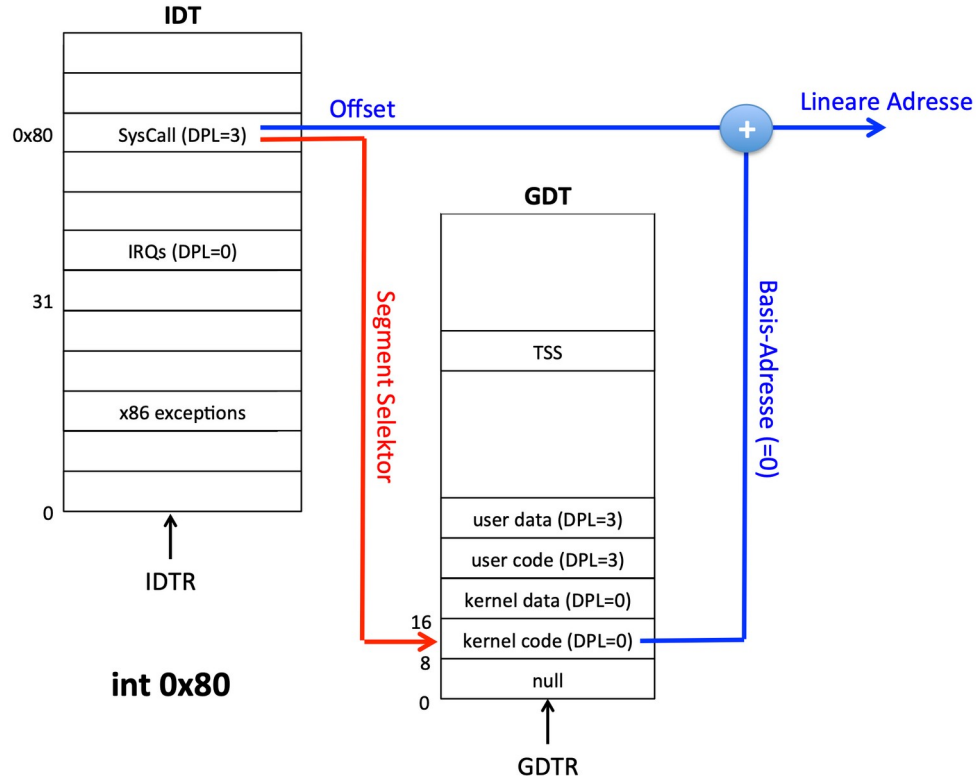 IDT
Offset
Lineare Adresse
+
0x80
SysCall (DPL=3)
GDT
IRQs (DPL=0)
31
Segment Selektor
Basis-Adresse (=0)
TSS
x86 exceptions
0
IDTR
user data (DPL=3)
user code (DPL=3)
kernel data (DPL=0)
16
kernel code (DPL=0)
8
int 0x80
null
0
GDTR